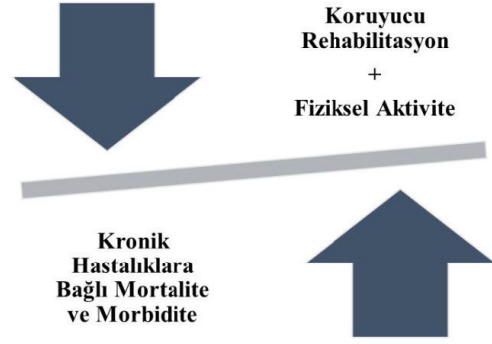 Koruyucu
Rehabilitasyon
+
Fiziksel Aktivite
Kronik
Hastalıklara
Bağlı Mortalite
ve Morbidite